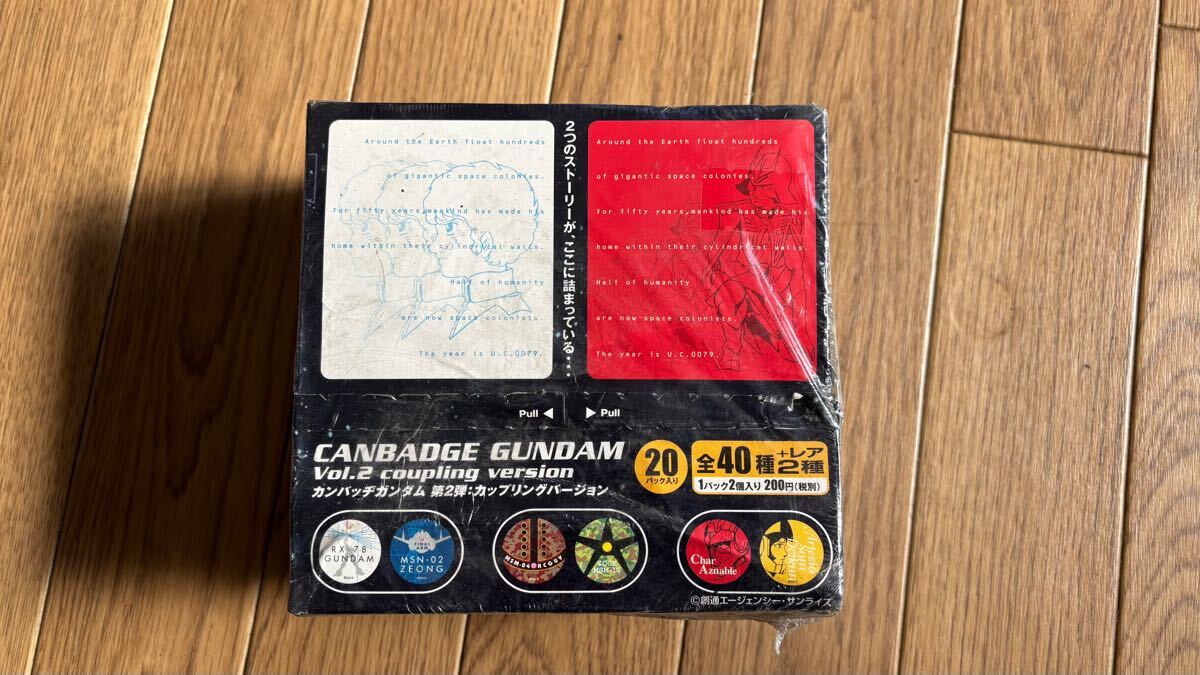 Around the Earth float hundreds
of gigantic space colonies.
For fifty years,mankind has made his
home within their cylindrical walls.
Half of humanity
are now space colonists.
The year is U.C.0079.
2つのストーリーが、ここに詰まっている…
Around the Earth float hundreds
of gigantic space colonies.
For fifty years,mankind has made his
home within their cylindrical walls.
Half of humanity
are now space colonists.
The year is U.C.0079.
Pull ◀
▶ Pull
CANBADGE GUNDAM
Vol.2 coupling version
カンバッヂガンダム 第2弾:カップリングバージョン
20
パック入り
全40種+レア2種
1パック2個入り 200円(税別)
RX-78
GUNDAM
FINAL
MSN-02
ZEONG
MSM-04
ZOCK
MSM-10
Char
Aznable
©創通エージェンシー・サンライズ